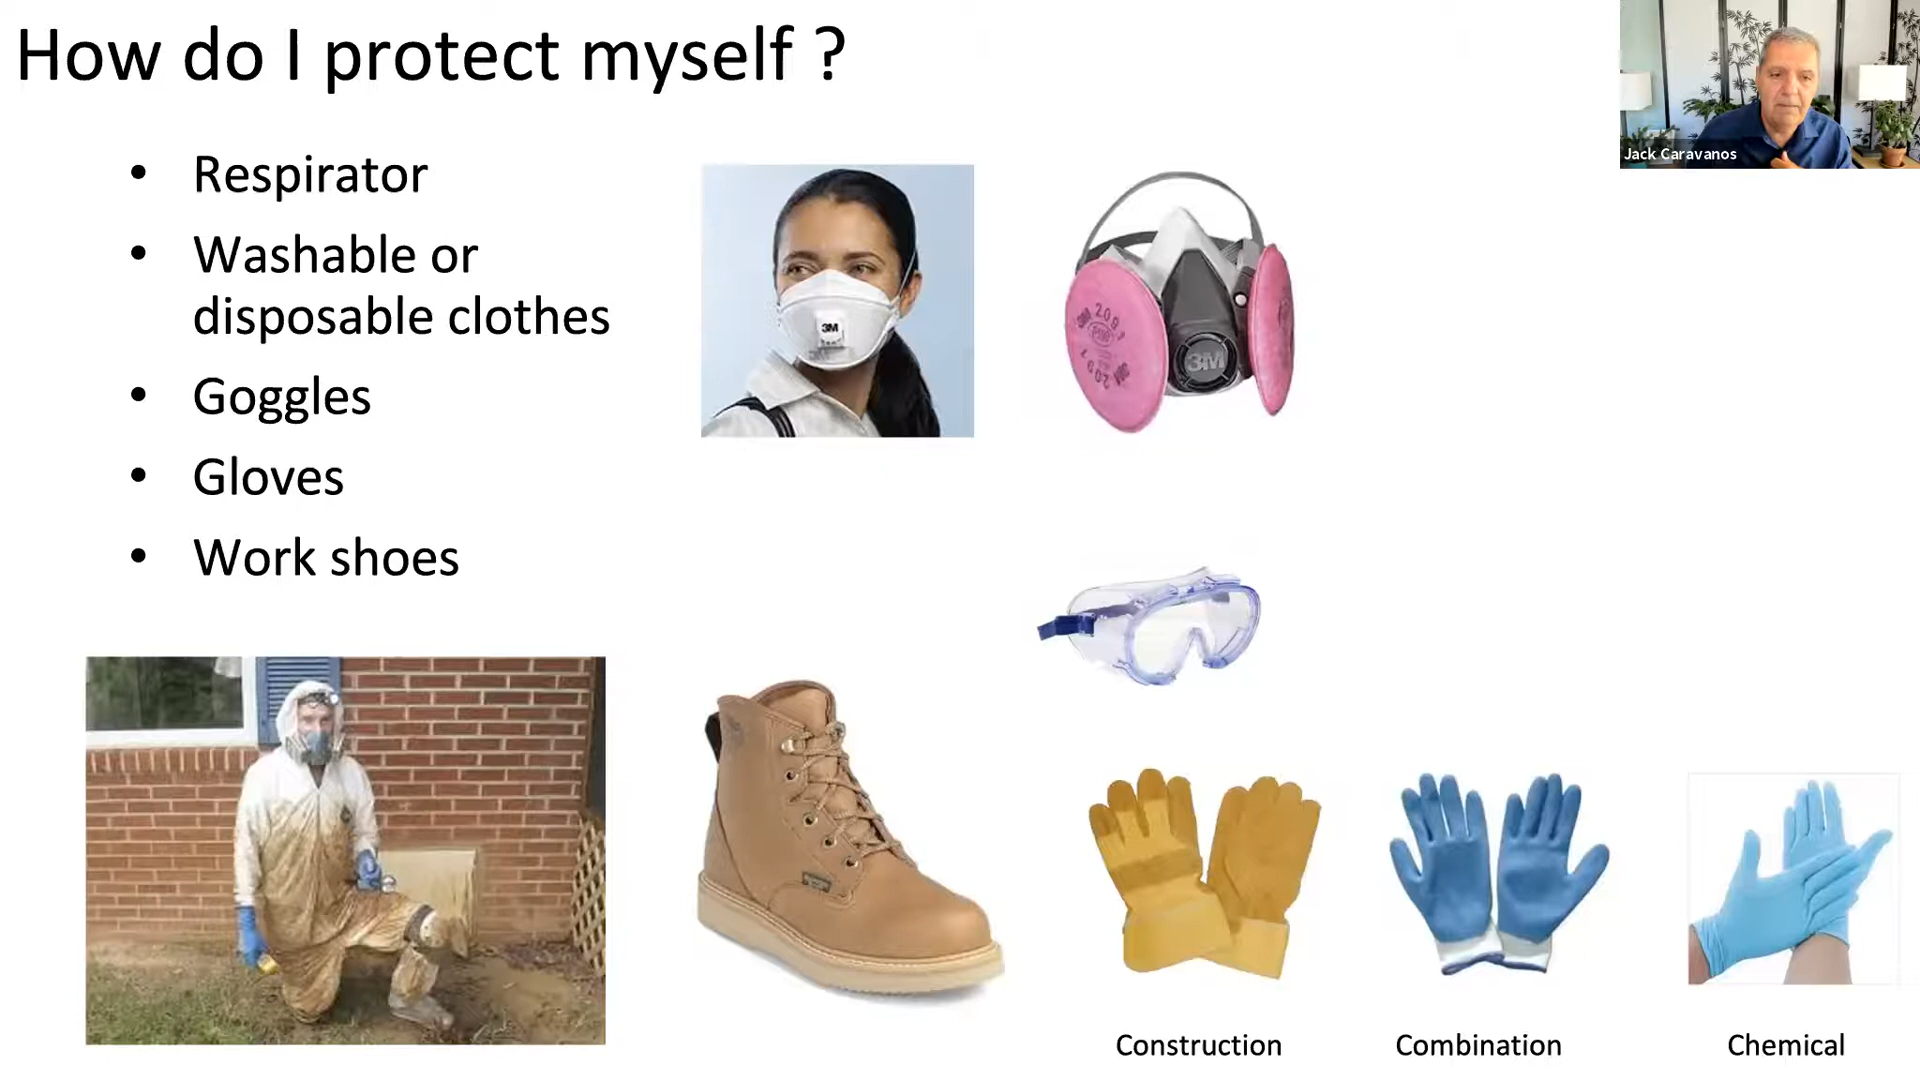 How do I protect myself ?
Jack Caravanos
• Respirator
• Washable or
disposable clothes
• Goggles
• Gloves
• Work shoes
3M
3M
Construction
Combination
Chemical